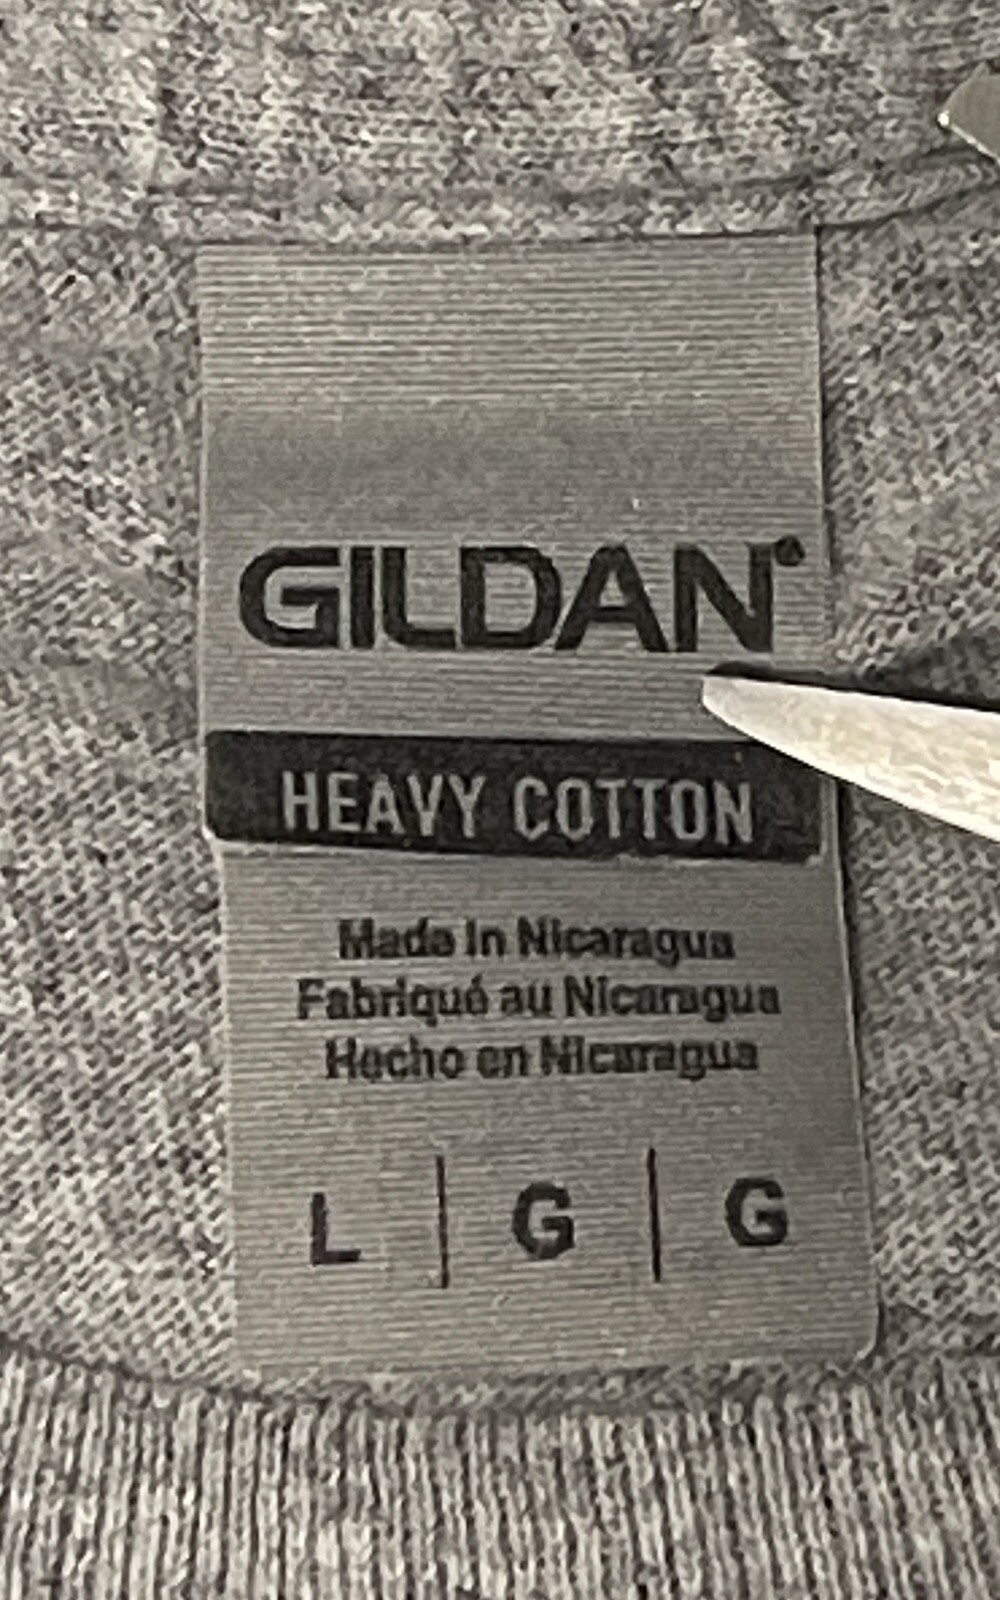 GILDAN®
HEAVY COTTON
Made in Nicaragua
Fabriqué au Nicaragua
Hecho en Nicaragua
L | G | G